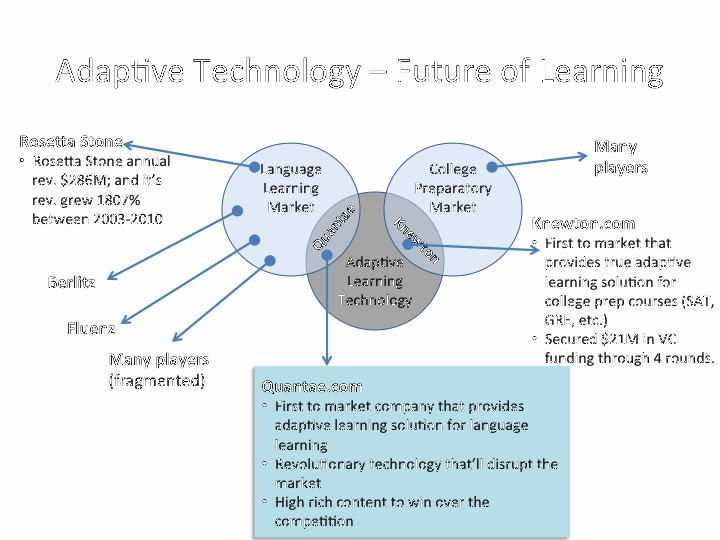 Adaptive Technology – Future of Learning
Rosetta Stone
• Rosetta Stone annual
rev. $286M; and it's
rev. grew 1807%
between 2003-2010
Berlitz
Fluenz
Many players
(fragmented)
Language
Learning
Market
College
Preparatory
Market
Quantae
Knewton
Adaptive
Learning
Technology
Many
players
Knewton.com
• First to market that
provides true adaptive
learning solution for
college prep courses (SAT,
GRE, etc.)
• Secured $21M in VC
funding through 4 rounds.
Quantae.com
• First to market company that provides
adaptive learning solution for language
learning
• Revolutionary technology that'll disrupt the
market
• High rich content to win over the
competition